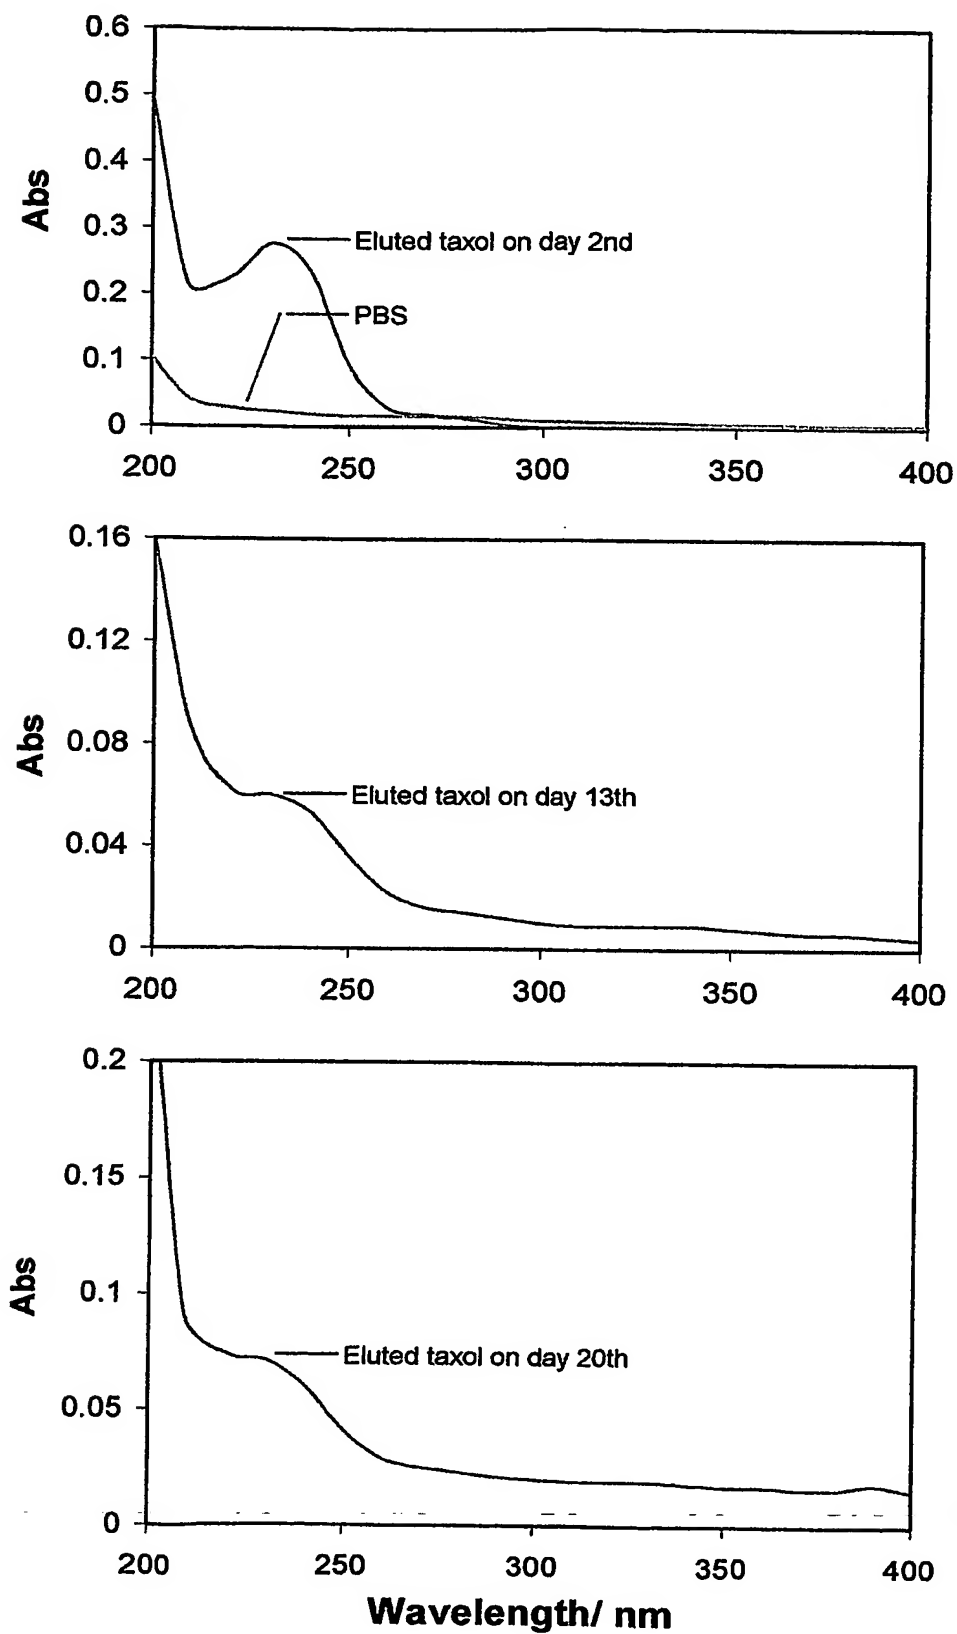 0.6
0.5
0.4
0.3
0.2
0.1
0
Abs
Eluted taxol on day 2nd
PBS
200 250 300 350 400
0.16
0.12
0.08
0.04
0
Abs
Eluted taxol on day 13th
200 250 300 350 400
0.2
0.15
0.1
0.05
0
Abs
Eluted taxol on day 20th
200 250 300 350 400
Wavelength/ nm